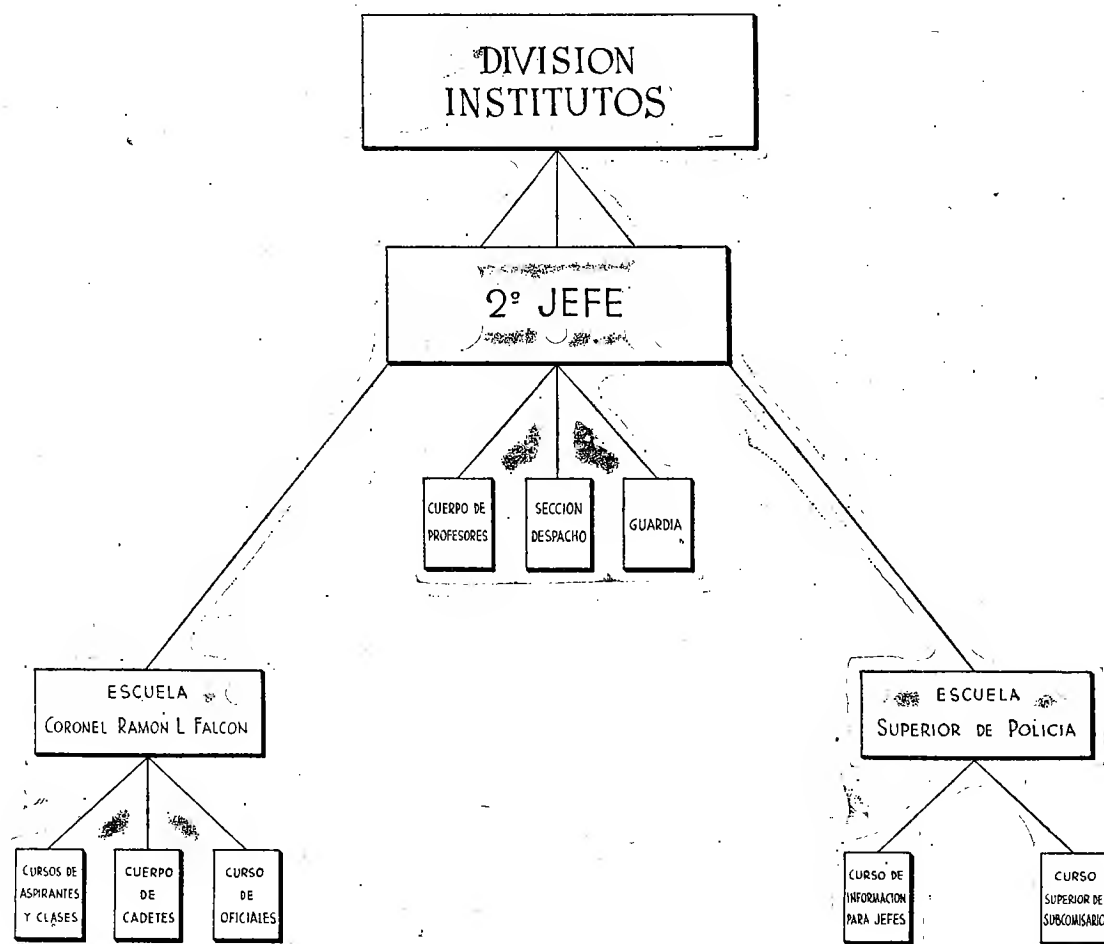 DIVISION
INSTITUTOS
2º JEFE
CUERPO DE
PROFESORES
SECCION
DESPACHO
GUARDIA
ESCUELA
CORONEL RAMON L FALCON
ESCUELA
SUPERIOR DE POLICIA
CURSOS DE
ASPIRANTES
Y CLASES
CUERPO
DE
CADETES
CURSO
DE
OFICIALES
CURSO DE
INFORMACION
PARA JEFES
CURSO
SUPERIOR DE
SUBCOMISARIO